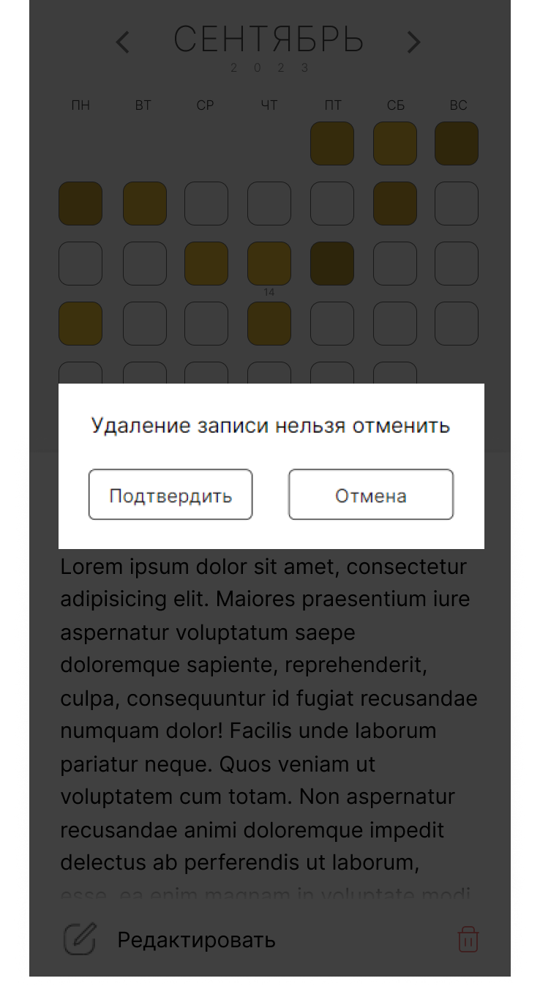 СЕНТЯБРЬ
2 0 2 3
ПН ВТ СР ЧТ ПТ СБ ВС
14
Удаление записи нельзя отменить
Подтвердить Отмена
Lorem ipsum dolor sit amet, consectetur
adipisicing elit. Maiores praesentium iure
aspernatur voluptatum saepe
doloremque sapiente, reprehenderit,
culpa, consequuntur id fugiat recusandae
numquam dolor! Facilis unde laborum
pariatur neque. Quos veniam ut
voluptatem cum totam. Non aspernatur
recusandae animi doloremque impedit
delectus ab perferendis ut laborum,
esse, ea enim magnam in voluptate modi
Редактировать